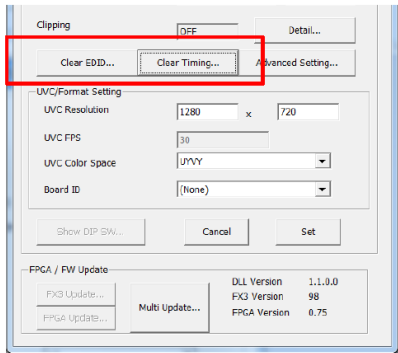 Clipping OFF Detail...
Clear EDID... Clear Timing... Advanced Setting...
UVC/Format Setting
UVC Resolution 1280 x 720
UVC FPS 30
UVC Color Space UYVY
Board ID (None)
Show DIP SW... Cancel Set
FPGA / FW Update
DLL Version 1.1.0.0
FX3 Update... Multi Update... FX3 Version 98
FPGA Update... FPGA Version 0.75